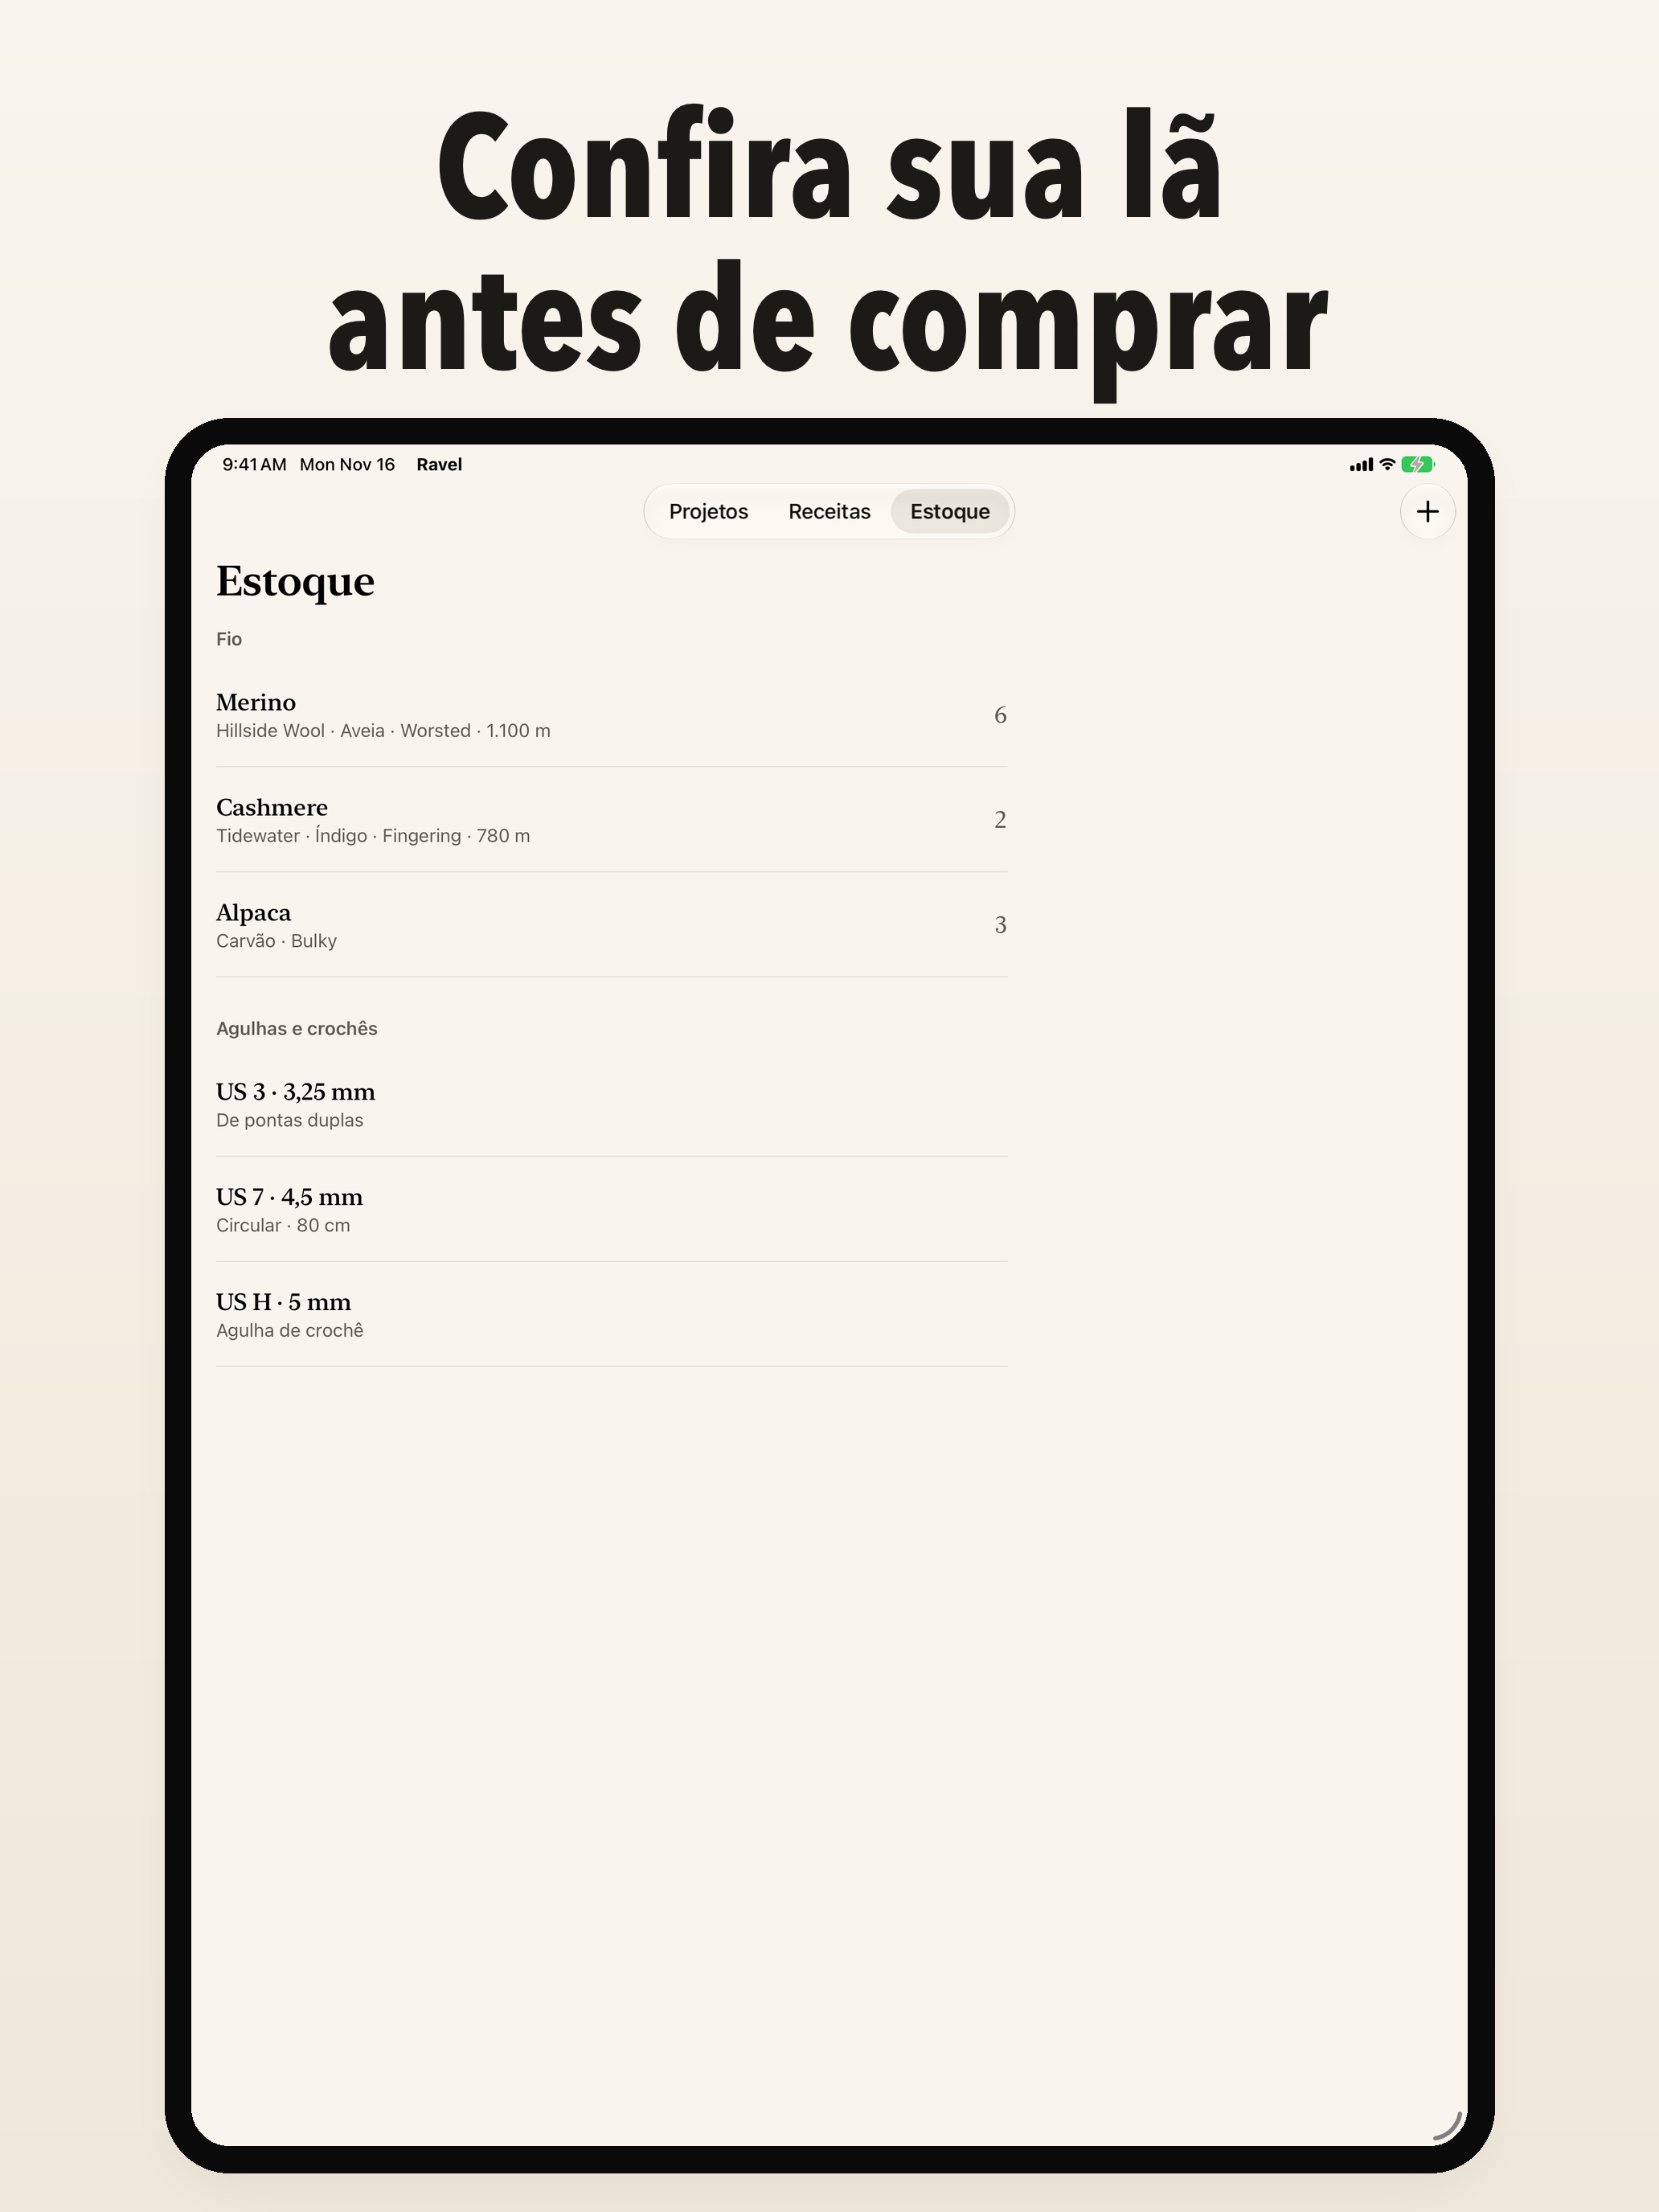 Confira sua lã
antes de comprar
9:41 AM Mon Nov 16 Ravel
Projetos Receitas Estoque
Estoque
Fio
Merino
Hillside Wool · Aveia · Worsted · 1.100 m
6
Cashmere
Tidewater · Índigo · Fingering · 780 m
2
Alpaca
Carvão · Bulky
3
Agulhas e crochês
US 3 · 3,25 mm
De pontas duplas
US 7 · 4,5 mm
Circular · 80 cm
US H · 5 mm
Agulha de crochê